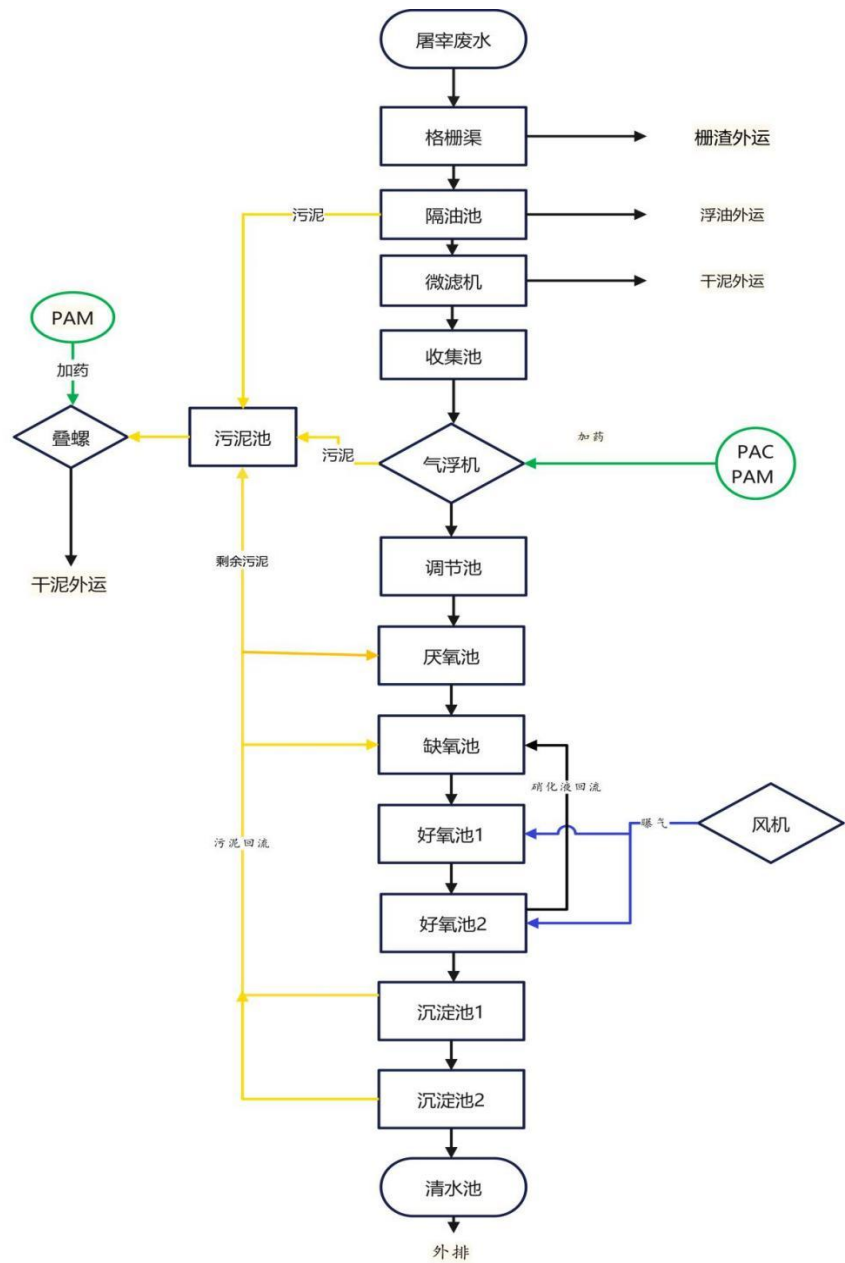 屠宰废水
格栅渠
栅渣外运
污泥
隔油池
浮油外运
微滤机
干泥外运
PAM
收集池
加药
叠螺
污泥池
污泥
气浮机
加药
PAC
PAM
剩余污泥
调节池
干泥外运
厌氧池
缺氧池
硝化液回流
污泥回流
好氧池1
曝气
风机
好氧池2
沉淀池1
沉淀池2
清水池
外排